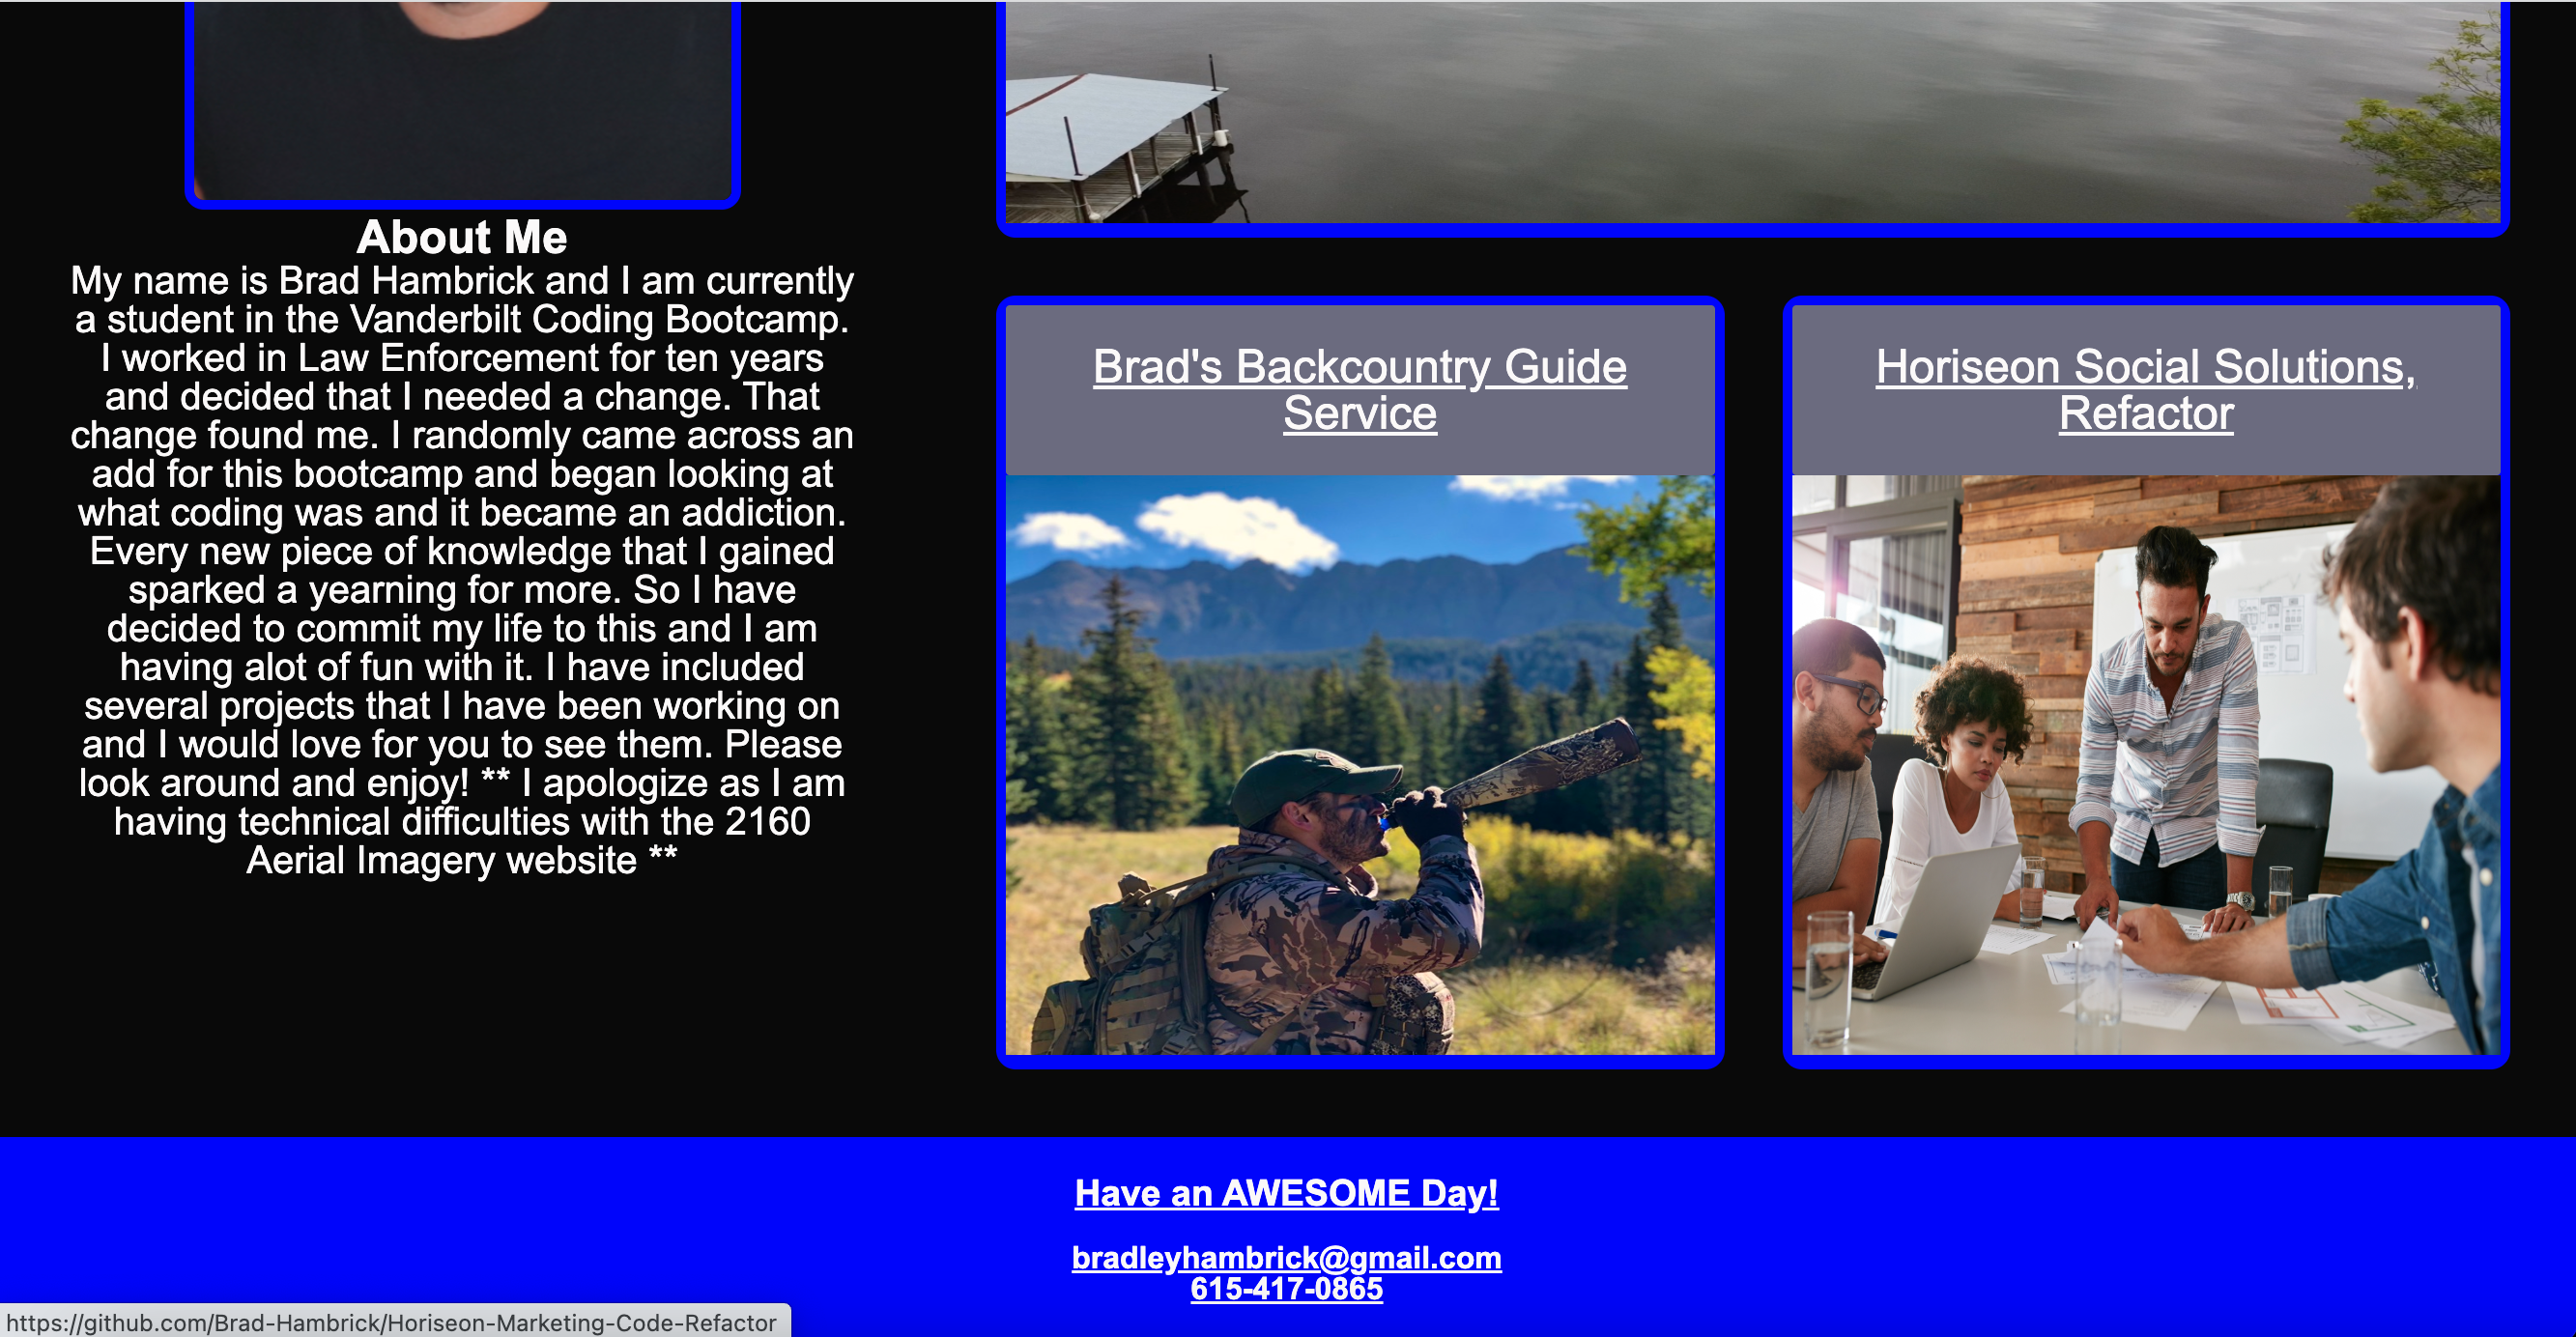 About Me
My name is Brad Hambrick and I am currently
a student in the Vanderbilt Coding Bootcamp.
I worked in Law Enforcement for ten years
and decided that I needed a change. That
change found me. I randomly came across an
add for this bootcamp and began looking at
what coding was and it became an addiction.
Every new piece of knowledge that I gained
sparked a yearning for more. So I have
decided to commit my life to this and I am
having alot of fun with it. I have included
several projects that I have been working on
and I would love for you to see them. Please
look around and enjoy! ** I apologize as I am
having technical difficulties with the 2160
Aerial Imagery website **
Brad's Backcountry Guide
Service
Horiseon Social Solutions,
Refactor
Have an AWESOME Day!
bradleyhambrick@gmail.com
615-417-0865
https://github.com/Brad-Hambrick/Horiseon-Marketing-Code-Refactor